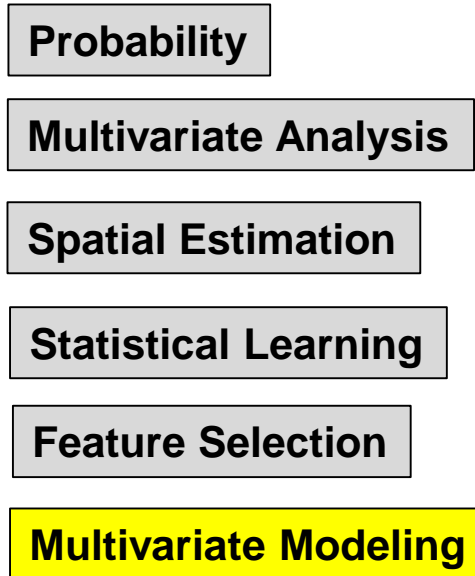 Probability
Multivariate Analysis
Spatial Estimation
Statistical Learning
Feature Selection
Multivariate Modeling